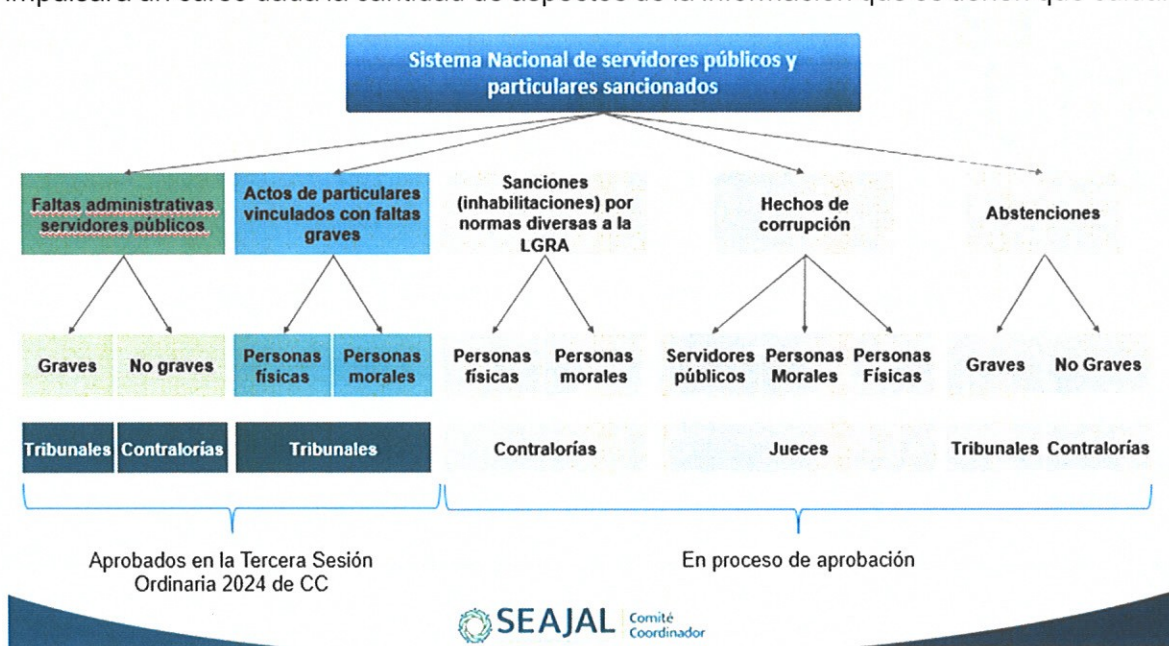 Sistema Nacional de servidores públicos y
particulares sancionados
Faltas administrativas
servidores públicos
Actos de particulares
vinculados con faltas
graves
Sanciones
(inhabilitaciones) por
normas diversas a la
LGRA
Hechos de
corrupción
Abstenciones
Graves
No graves
Personas
físicas
Personas
morales
Personas
físicas
Personas
morales
Servidores
públicos
Personas
Morales
Personas
Físicas
Graves
No Graves
Tribunales
Contralorías
Tribunales
Contralorías
Jueces
Tribunales
Contralorías
Aprobados en la Tercera Sesión
Ordinaria 2024 de CC
En proceso de aprobación
SEAJAL
Comité
Coordinador